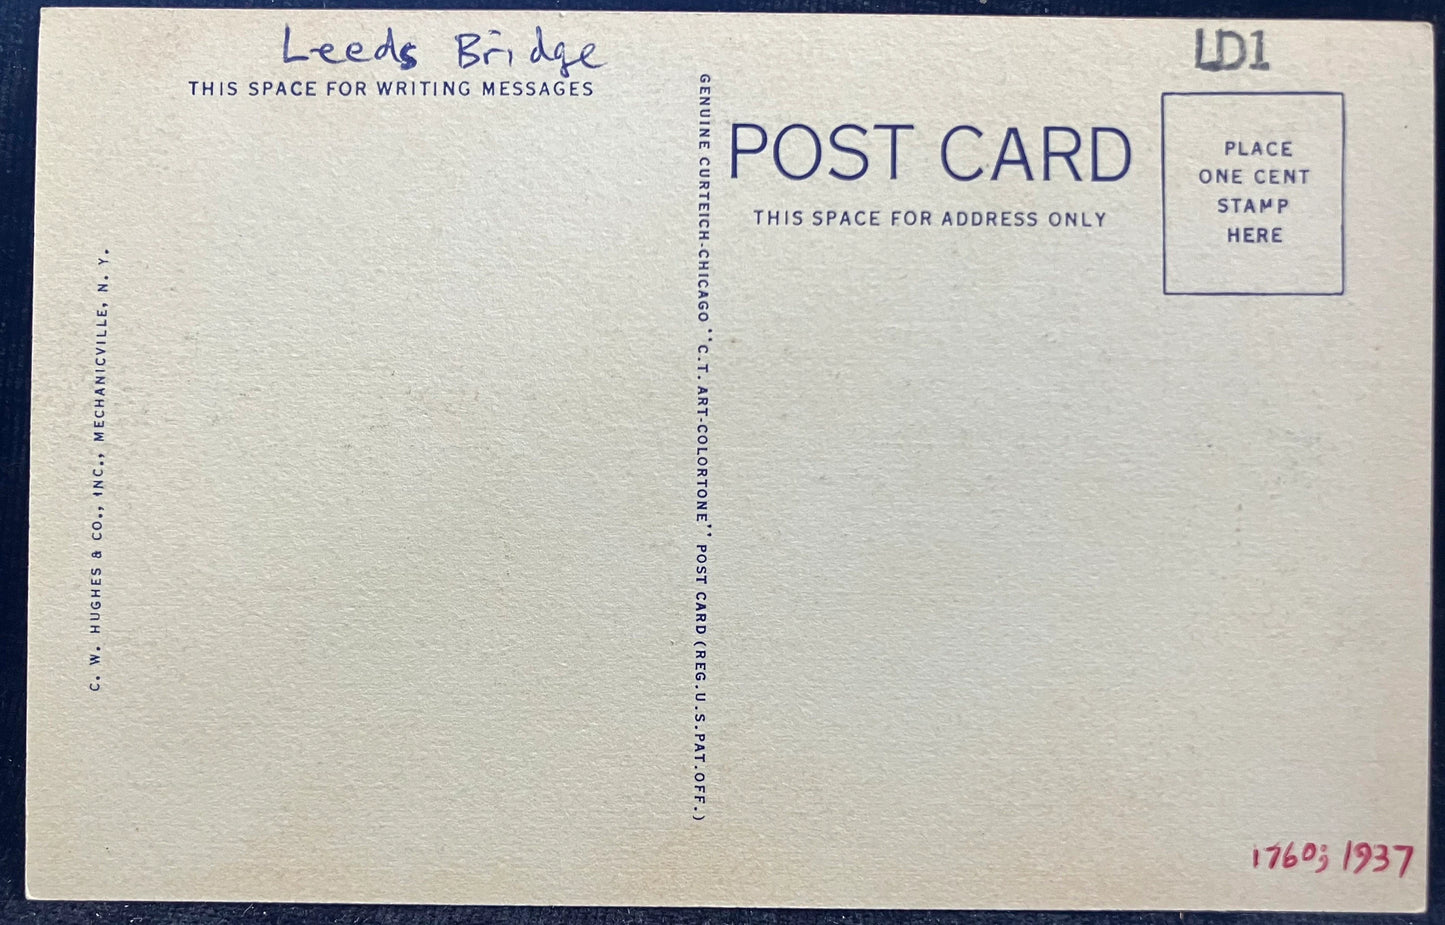 Leeds Bridge
THIS SPACE FOR WRITING MESSAGES
C. W. HUGHES & CO., INC., MECHANICVILLE, N. Y.
GENUINE CURTEICH-CHICAGO "C.T. ART-COLORTONE" POST CARD (REG. U.S. PAT. OFF.)
LD1
POST CARD
THIS SPACE FOR ADDRESS ONLY
PLACE
ONE CENT
STAMP
HERE
1760; 1937